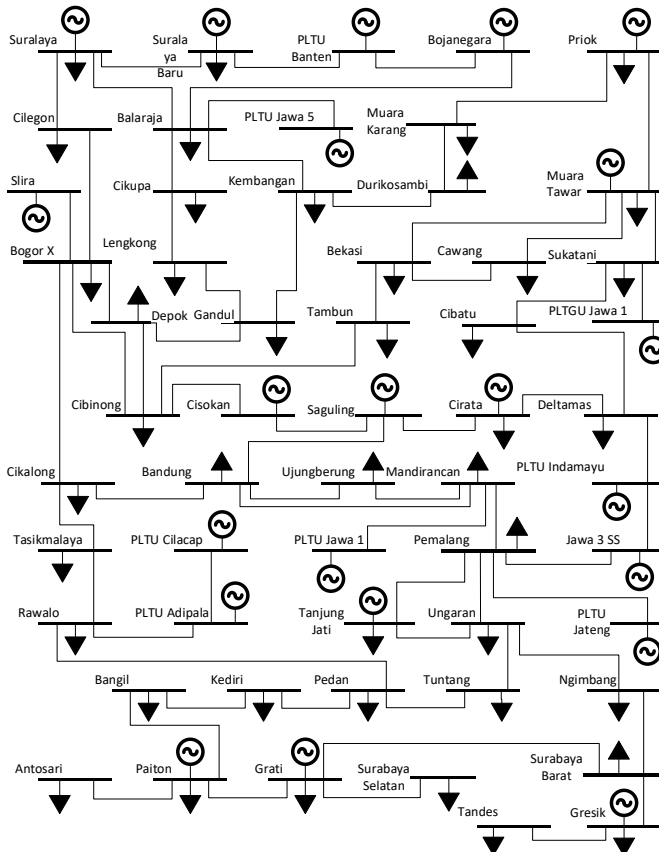 Suralaya
Surala
ya
Baru
PLTU
Banten
Bojanegara
Priok
Cilegon
Balaraja
PLTU Jawa 5
Muara
Karang
Slira
Cikupa
Kembangan
Durikosambi
Muara
Tawar
Bogor X
Lengkong
Bekasi
Cawang
Sukatani
Depok
Gandul
Tambun
Cibatu
PLTGU Jawa 1
Cibinong
Cisokan
Saguling
Cirata
Deltamas
Cikalong
Bandung
Ujungberung
Mandirancan
PLTU Indamayu
Tasikmalaya
PLTU Cilacap
PLTU Jawa 1
Pemalang
Jawa 3 SS
Rawalo
PLTU Adipala
Tanjung
Jati
Ungaran
PLTU
Jateng
Bangil
Kediri
Pedan
Tuntang
Ngimbang
Antosari
Paiton
Grati
Surabaya
Selatan
Surabaya
Barat
Tandes
Gresik